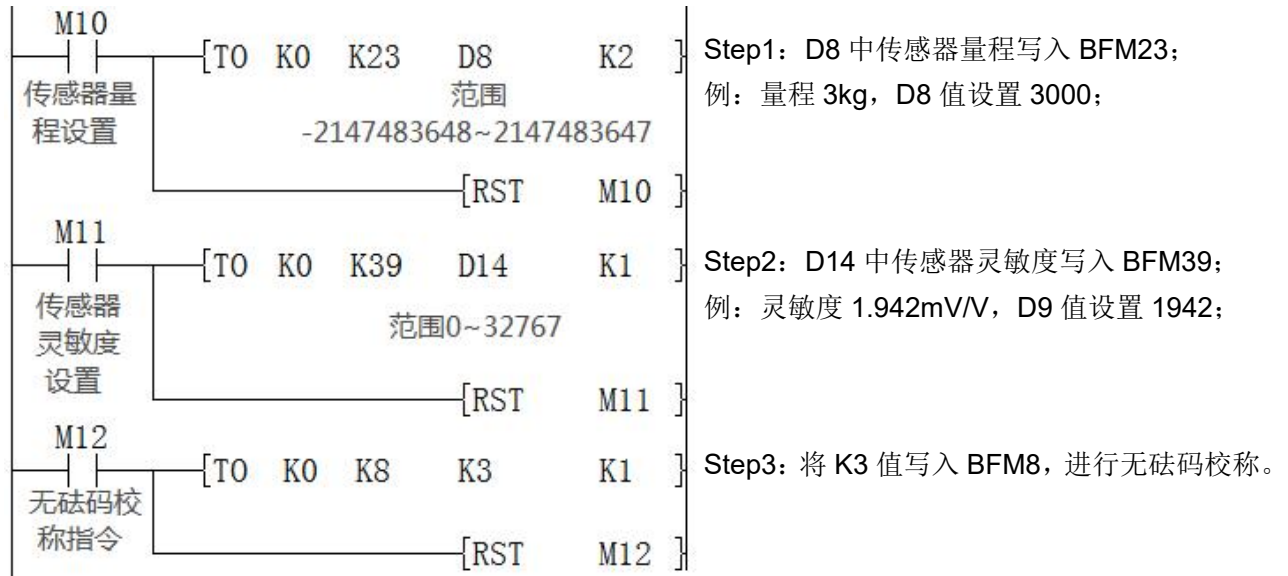 M10
[TO K0 K23 D8 K2 ]
传感器量
程设置
范围
-2147483648~2147483647
[RST M10 ]
Step1：D8 中传感器量程写入 BFM23；
例：量程 3kg，D8 值设置 3000；
M11
[TO K0 K39 D14 K1 ]
传感器
灵敏度
设置
范围0~32767
[RST M11 ]
Step2：D14 中传感器灵敏度写入 BFM39；
例：灵敏度 1.942mV/V，D9 值设置 1942；
M12
[TO K0 K8 K3 K1 ]
无砝码校
称指令
[RST M12 ]
Step3：将 K3 值写入 BFM8，进行无砝码校称。